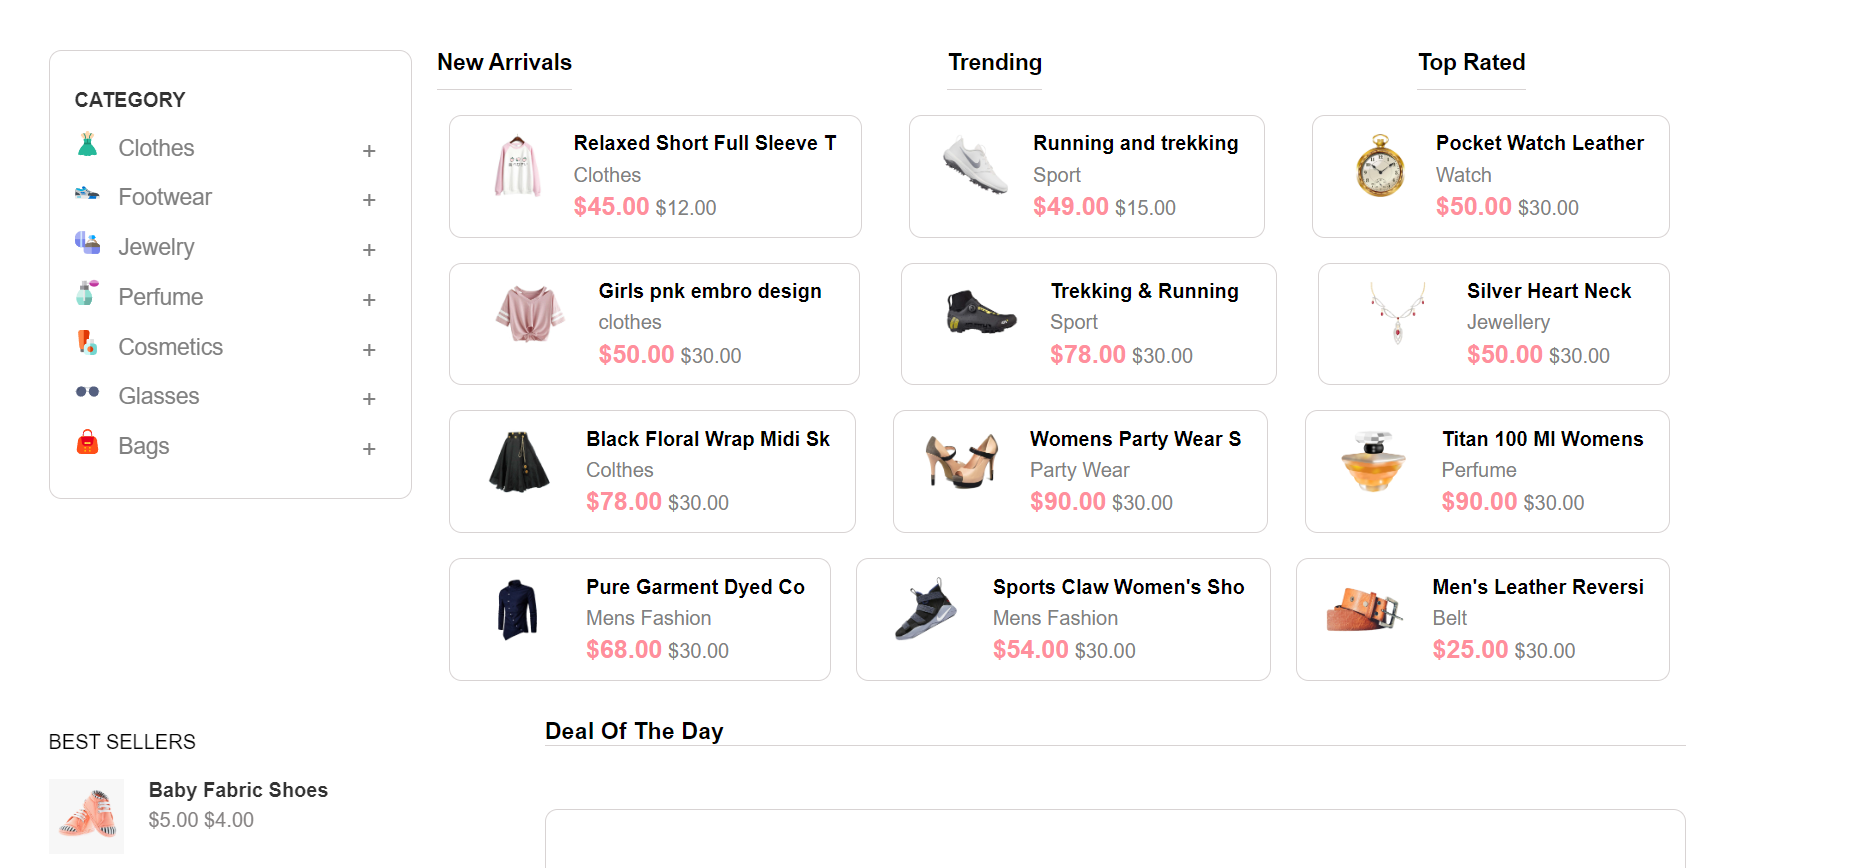 CATEGORY
Clothes +
Footwear +
Jewelry +
Perfume +
Cosmetics +
Glasses +
Bags +
New Arrivals
Relaxed Short Full Sleeve T
Clothes
$45.00 $12.00
Girls pnk embro design
clothes
$50.00 $30.00
Black Floral Wrap Midi Sk
Colthes
$78.00 $30.00
Pure Garment Dyed Co
Mens Fashion
$68.00 $30.00
Trending
Running and trekking
Sport
$49.00 $15.00
Trekking & Running
Sport
$78.00 $30.00
Womens Party Wear S
Party Wear
$90.00 $30.00
Sports Claw Women's Sho
Mens Fashion
$54.00 $30.00
Top Rated
Pocket Watch Leather
Watch
$50.00 $30.00
Silver Heart Neck
Jewellery
$50.00 $30.00
Titan 100 Ml Womens
Perfume
$90.00 $30.00
Men's Leather Reversi
Belt
$25.00 $30.00
BEST SELLERS
Baby Fabric Shoes
$5.00 $4.00
Deal Of The Day